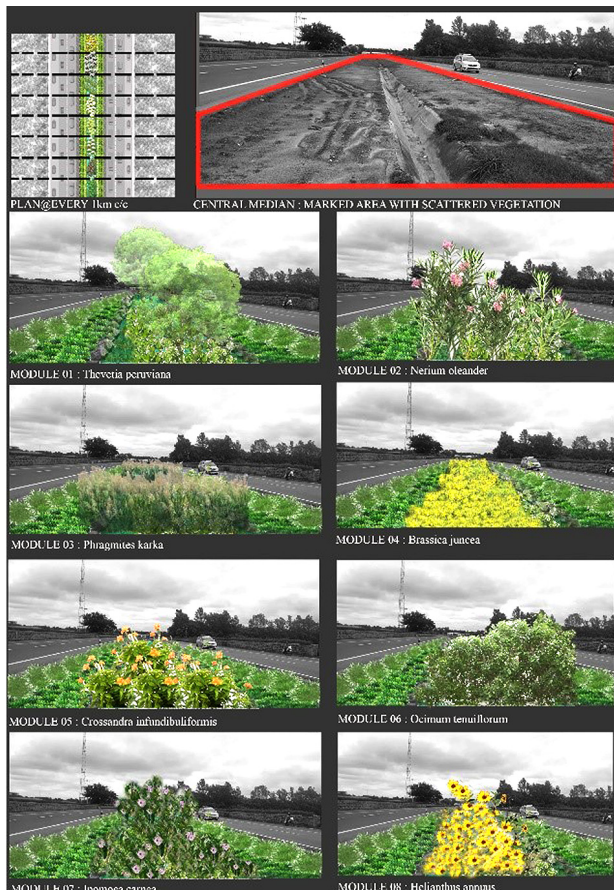 PLAN@EVERY 1km c/c
CENTRAL MEDIAN : MARKED AREA WITH SCATTERED VEGETATION
MODULE 01 : Thevetia peruviana
MODULE 02 : Nerium oleander
MODULE 03 : Phragmites karka
MODULE 04 : Brassica juncea
MODULE 05 : Crossandra infundibuliformis
MODULE 06 : Ocimum tenuiflorum
MODULE 07 : Ipomoea carnea
MODULE 08 : Helianthus annuus